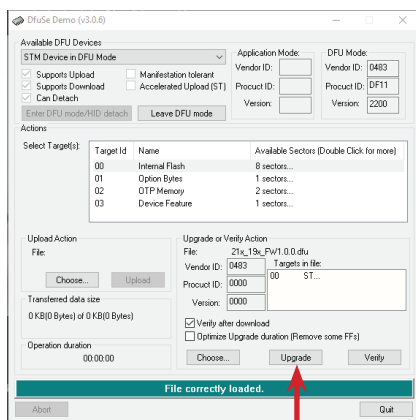 DfuSe Demo (v3.0.6)
Available DFU Devices
STM Device in DFU Mode
Supports Upload
Supports Download
Can Detach
Manifestation tolerant
Accelerated Upload (ST)
Enter DFU mode/HID detach
Leave DFU mode
Application Mode:
Vendor ID:
Procuct ID:
Version:
DFU Mode:
Vendor ID: 0483
Procuct ID: DF11
Version: 2200
Actions
Select Target(s):
Target Id Name Available Sectors (Double Click for more)
00 Internal Flash 8 sectors...
01 Option Bytes 1 sectors...
02 OTP Memory 2 sectors...
03 Device Feature 1 sectors...
Upload Action
File:
Choose...
Upload
Transferred data size
0 KB(0 Bytes) of 0 KB(0 Bytes)
Operation duration
00:00:00
Upgrade or Verify Action
File: 21x_19x_FW1.0.0.dfu
Vendor ID: 0483
Procuct ID: 0000
Version: 0000
Targets in file:
00 ST...
Verify after download
Optimize Upgrade duration (Remove some FFs)
Choose...
Upgrade
Verify
File correctly loaded.
Abort
Quit